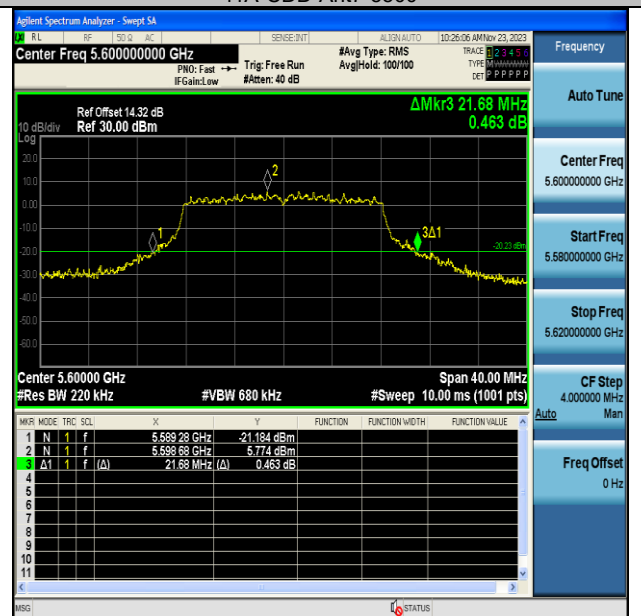 Agilent Spectrum Analyzer - Swept SA
RL RF 50 Ω AC SENSE:INT ALIGN AUTO 10:26:06 AM Nov 23, 2023
Center Freq 5.600000000 GHz #Avg Type: RMS TRACE 1 2 3 4 5 6
PNO: Fast Trig: Free Run Avg|Hold: 100/100 TYPE MWWWWW
IFGain:Low #Atten: 40 dB DET P P P P P P
ΔMkr3 21.68 MHz
Ref Offset 14.32 dB
10 dB/div Ref 30.00 dBm 0.463 dB
Log
20.0
2
10.0
0.00
-10.0
1 3Δ1
-20.0 -20.23 dBm
-30.0
-40.0
-50.0
-60.0
Center 5.60000 GHz Span 40.00 MHz
#Res BW 220 kHz #VBW 680 kHz #Sweep 10.00 ms (1001 pts)
MKR MODE TRC SCL X Y FUNCTION FUNCTION WIDTH FUNCTION VALUE
1 N 1 f 5.589 28 GHz -21.184 dBm
2 N 1 f 5.598 68 GHz 5.774 dBm
3 Δ1 1 f (Δ) 21.68 MHz (Δ) 0.463 dB
4
5
6
7
8
9
10
11
MSG STATUS
Frequency
Auto Tune
Center Freq
5.600000000 GHz
Start Freq
5.580000000 GHz
Stop Freq
5.620000000 GHz
CF Step
4.000000 MHz
Auto Man
Freq Offset
0 Hz